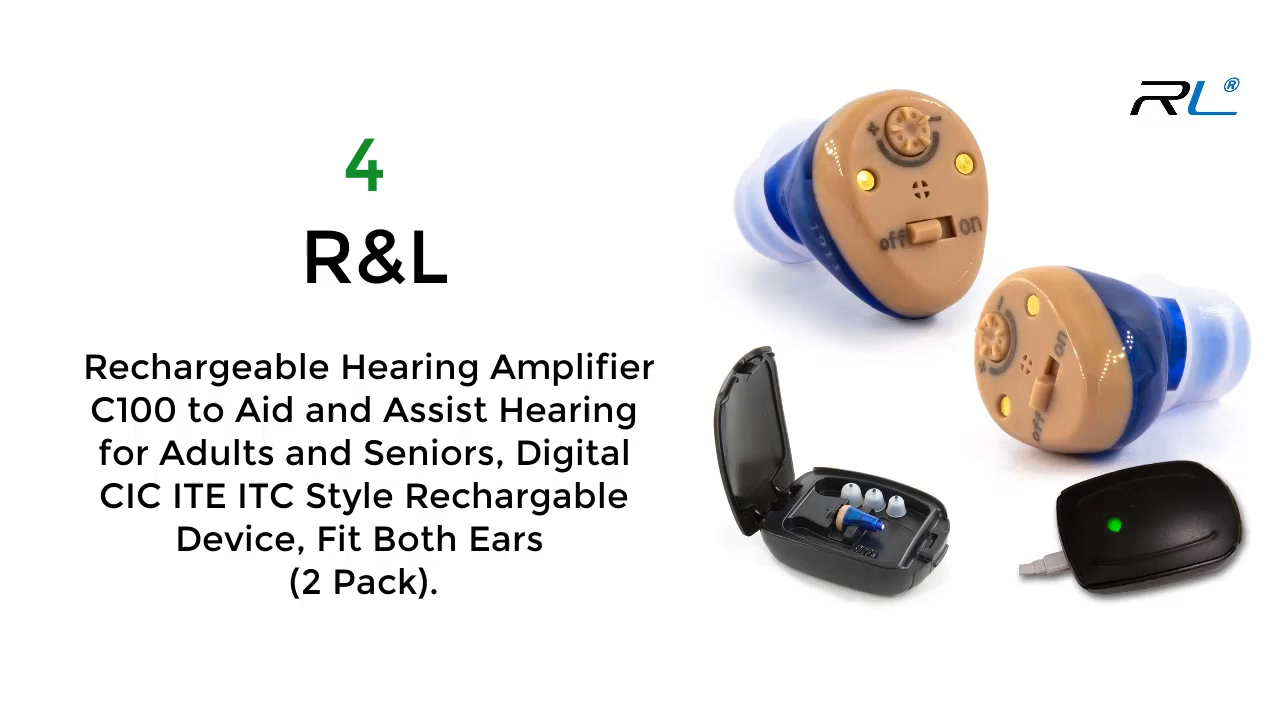 4
R&L
Rechargeable Hearing Amplifier
C100 to Aid and Assist Hearing
for Adults and Seniors, Digital
CIC ITE ITC Style Rechargable
Device, Fit Both Ears
(2 Pack).
RL®
+ −
off on
on
off